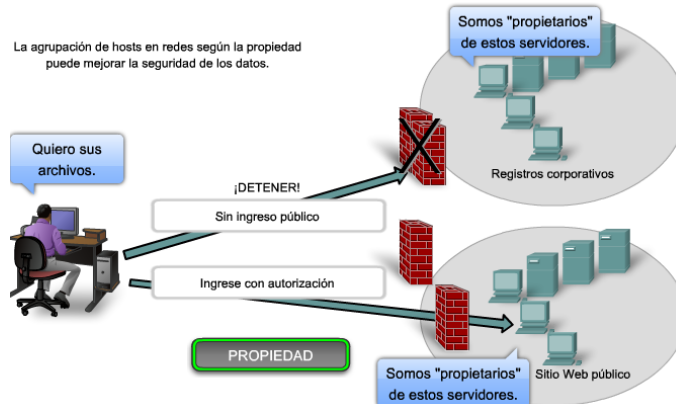 La agrupación de hosts en redes según la propiedad
puede mejorar la seguridad de los datos.
Somos "propietarios"
de estos servidores.
Quiero sus
archivos.
¡DETENER!
Sin ingreso público
Registros corporativos
Ingrese con autorización
PROPIEDAD
Somos "propietarios"
de estos servidores.
Sitio Web público